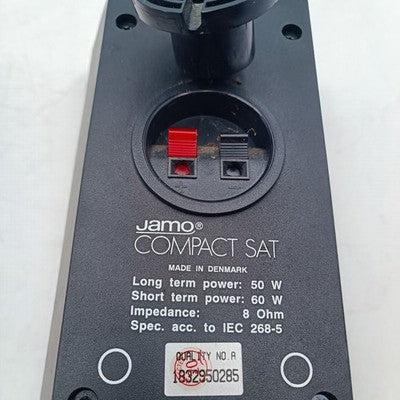 + −
Jamo®
COMPACT SAT
MADE IN DENMARK
Long term power: 50 W
Short term power: 60 W
Impedance: 8 Ohm
Spec. acc. to IEC 268-5
QUALITY NO. A
1832950285